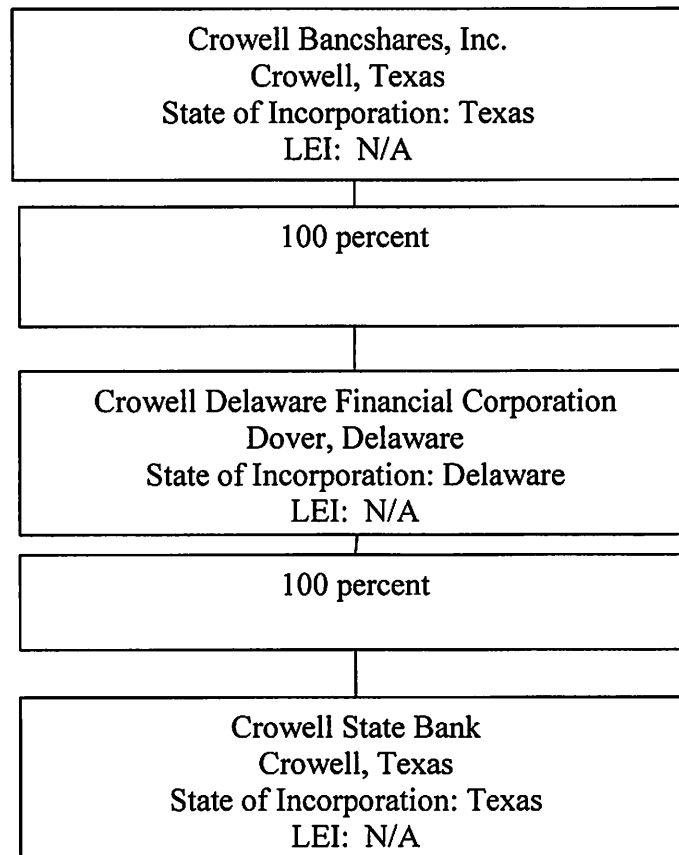 Crowell Bancshares, Inc.
Crowell, Texas
State of Incorporation: Texas
LEI: N/A
100 percent
Crowell Delaware Financial Corporation
Dover, Delaware
State of Incorporation: Delaware
LEI: N/A
100 percent
Crowell State Bank
Crowell, Texas
State of Incorporation: Texas
LEI: N/A